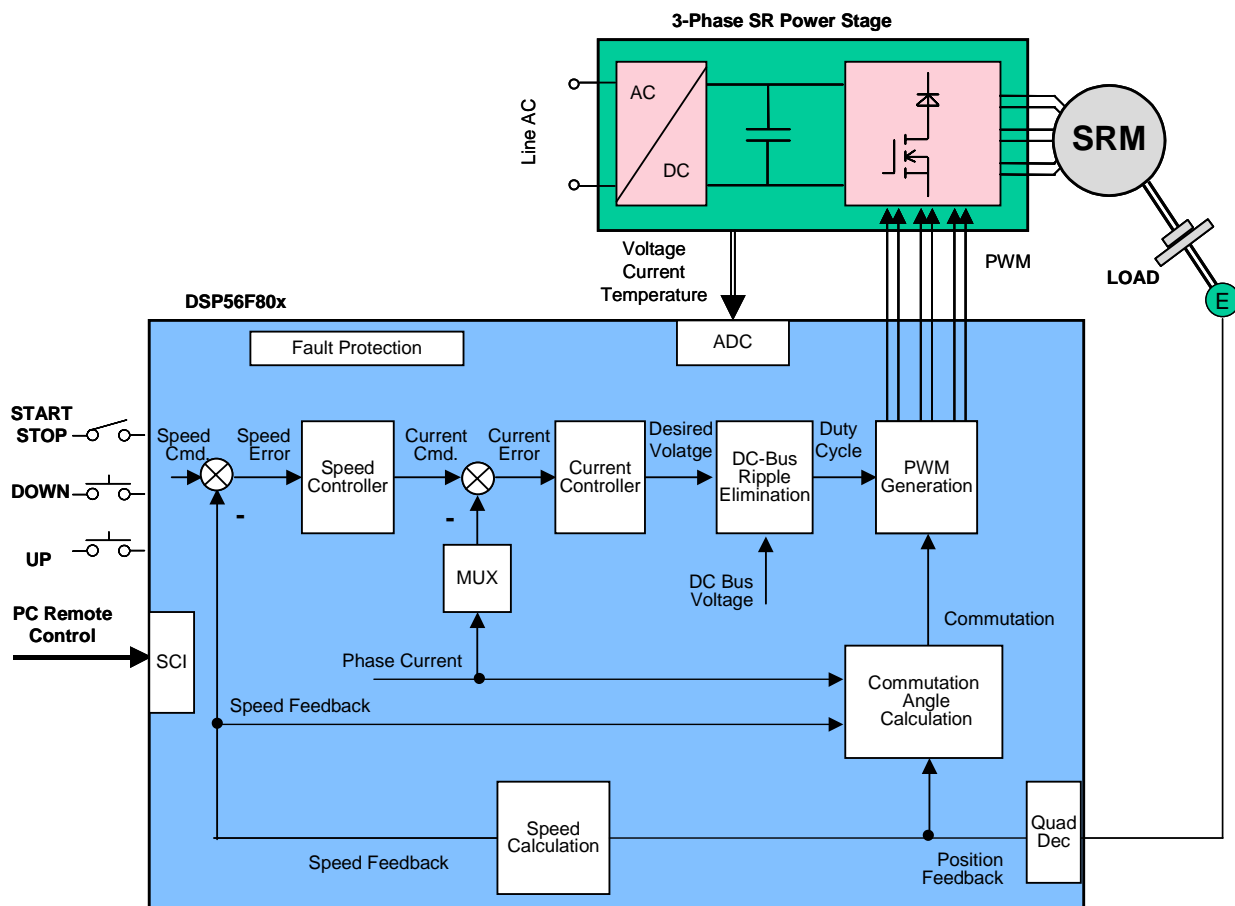 3-Phase SR Power Stage
Line AC
AC
DC
SRM
Voltage
Current
Temperature
PWM
LOAD
E
DSP56F80x
Fault Protection
ADC
START
STOP
DOWN
UP
PC Remote
Control
SCI
Speed
Cmd.
Speed
Error
Speed
Controller
Current
Cmd.
Current
Error
Current
Controller
Desired
Volatge
DC-Bus
Ripple
Elimination
Duty
Cycle
PWM
Generation
-
-
MUX
DC Bus
Voltage
Commutation
Phase Current
Speed Feedback
Commutation
Angle
Calculation
Speed
Calculation
Speed Feedback
Position
Feedback
Quad
Dec